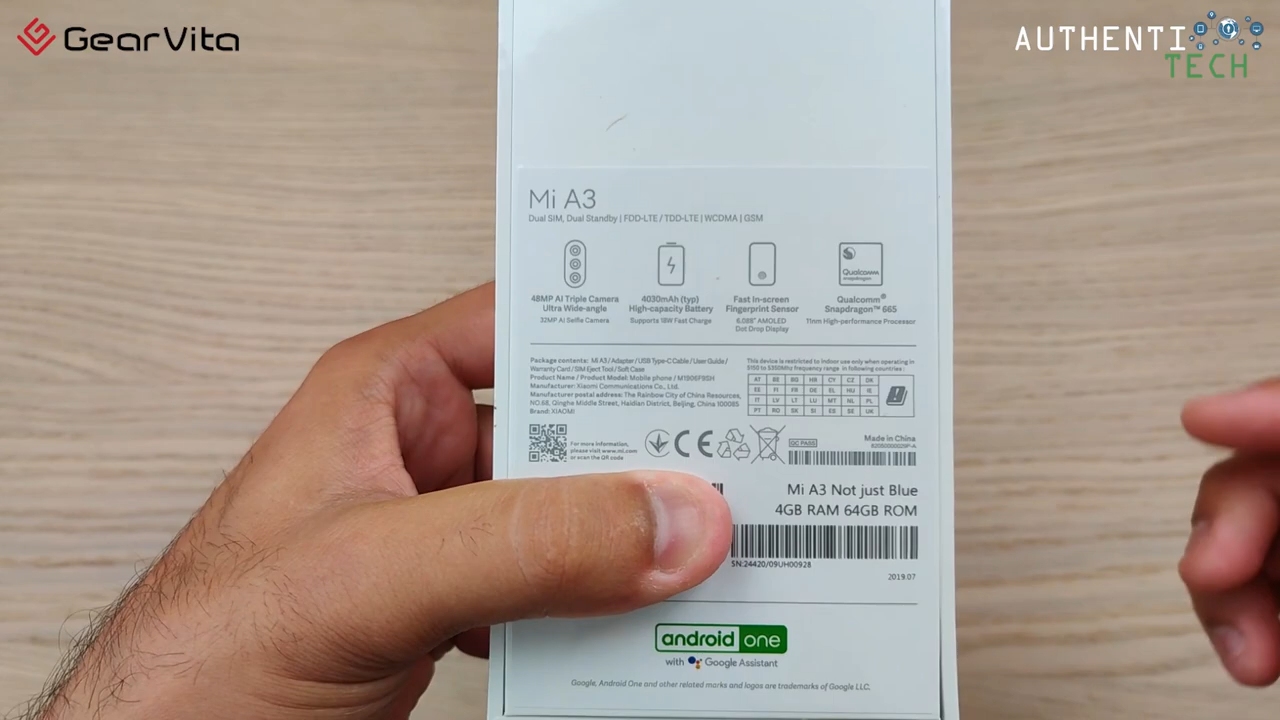 GearVita
AUTHENTI
TECH
Mi A3
Dual SIM, Dual Standby | FDD-LTE / TDD-LTE | WCDMA | GSM
48MP AI Triple Camera
Ultra Wide-angle
32MP AI Selfie Camera
4030mAh (typ)
High-capacity Battery
Supports 18W Fast Charge
Fast In-screen
Fingerprint Sensor
6.088" AMOLED
Dot Drop Display
Qualcomm
snapdragon
Qualcomm®
Snapdragon™ 665
11nm High-performance Processor
Package contents: Mi A3 / Adapter / USB Type-C Cable / User Guide /
Warranty Card / SIM Eject Tool / Soft Case
Product Name / Product Model: Mobile phone / M1906F9SH
Manufacturer: Xiaomi Communications Co., Ltd.
Manufacturer postal address: The Rainbow City of China Resources,
NO.68, Qinghe Middle Street, Haidian District, Beijing, China 100085
Brand: XIAOMI
This device is restricted to indoor use only when operating in
5150 to 5350MHz frequency range in following countries:
AT BE BG HR CY CZ DK
EE FI FR DE EL HU IE
IT LV LT LU MT NL PL
PT RO SK SI ES SE UK
For more information,
please visit www.mi.com
or scan the QR code
CE
QC PASS
Made in China
Mi A3 Not just Blue
4GB RAM 64GB ROM
SN:24420/09UH00928
2019.07
android one
with Google Assistant
Google, Android One and other related marks and logos are trademarks of Google LLC.